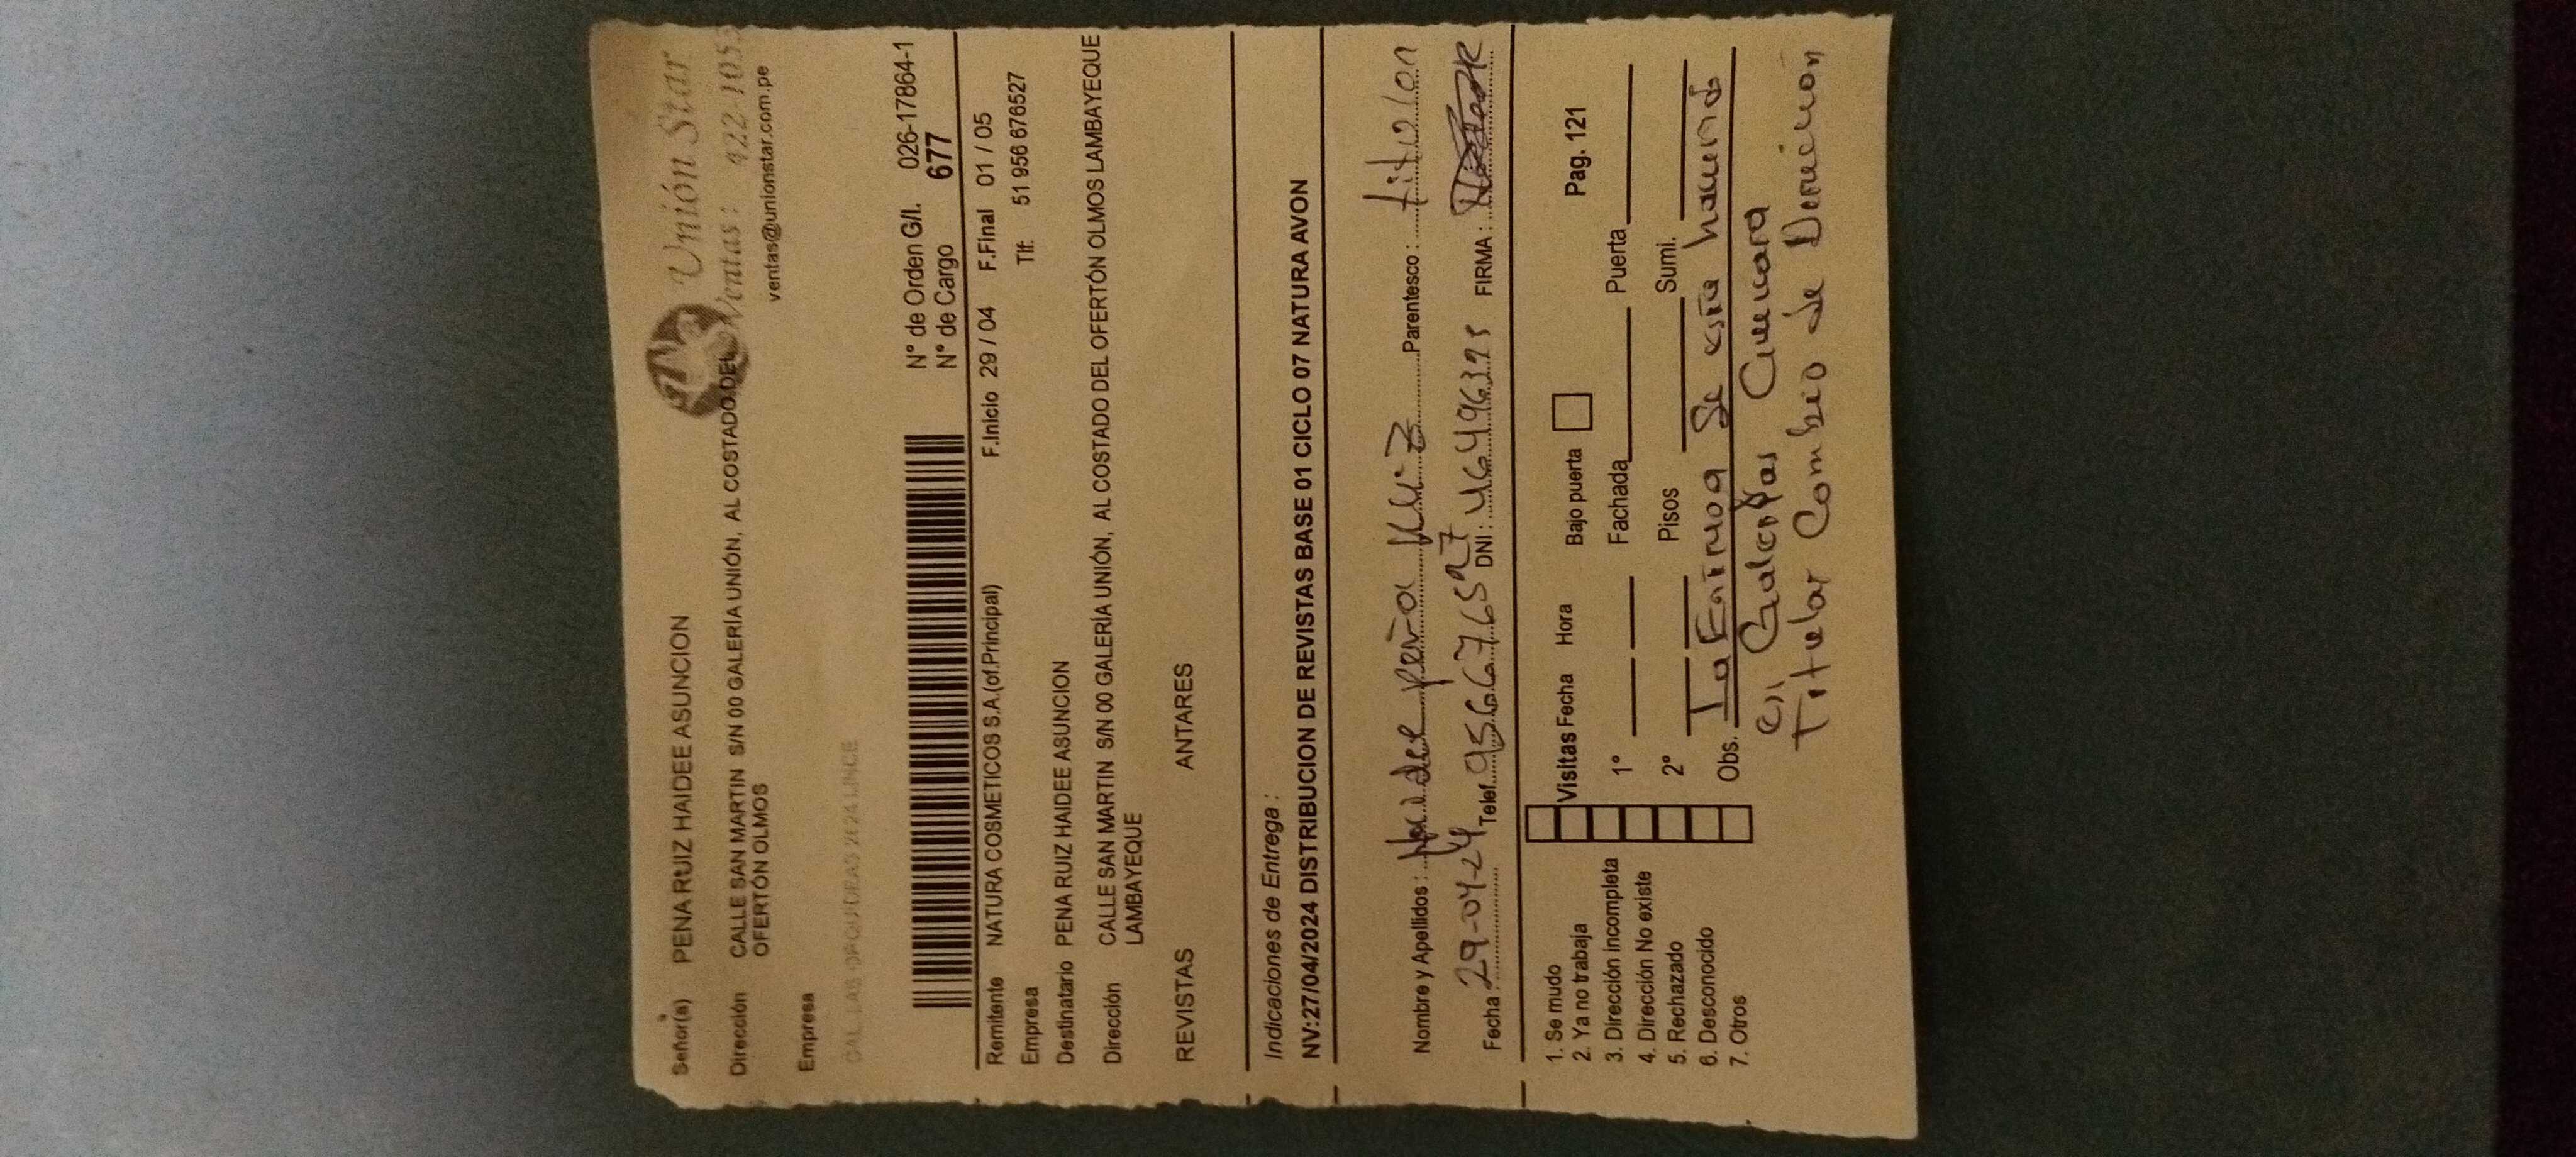 Unión Star
Ventas: 422-105
ventas@unionstar.com.pe
Señor(a) PENA RUIZ HAIDEE ASUNCION
Dirección CALLE SAN MARTIN S/N 00 GALERÍA UNIÓN, AL COSTADO DEL
OFERTÓN OLMOS
Empresa
N° de Orden G/I. 026-17864-1
N° de Cargo 677
Remitente NATURA COSMETICOS S.A.(of.Principal) F.Inicio 29 / 04 F.Final 01 / 05
Empresa Tlf. 51 956 676527
Destinatario PENA RUIZ HAIDEE ASUNCION
Dirección CALLE SAN MARTIN S/N 00 GALERÍA UNIÓN, AL COSTADO DEL OFERTÓN OLMOS LAMBAYEQUE
LAMBAYEQUE
REVISTAS ANTARES
Indicaciones de Entrega :
NV:27/04/2024 DISTRIBUCION DE REVISTAS BASE 01 CICLO 07 NATURA AVON
Nombre y Apellidos : Haidee peña Ruiz Parentesco : titular
Fecha : 29-04-24 Telef. 956676527 DNI : FIRMA :
1. Se mudo
2. Ya no trabaja
3. Dirección incompleta
4. Dirección No existe
5. Rechazado
6. Desconocido
7. Otros
Visitas Fecha Hora Bajo puerta Pag. 121
1° Fachada Puerta
2° Pisos Sumi.
Obs. La Entrega Se esta haciendo
Titular Cambio de Dirección